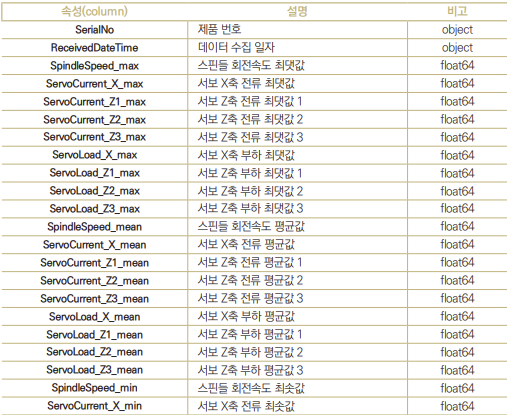 속성(column) 설명 비고
SerialNo 제품 번호 object
ReceivedDateTime 데이터 수집 일자 object
SpindleSpeed_max 스핀들 회전속도 최댓값 float64
ServoCurrent_X_max 서보 X축 전류 최댓값 float64
ServoCurrent_Z1_max 서보 Z축 전류 최댓값 1 float64
ServoCurrent_Z2_max 서보 Z축 전류 최댓값 2 float64
ServoCurrent_Z3_max 서보 Z축 전류 최댓값 3 float64
ServoLoad_X_max 서보 X축 부하 최댓값 float64
ServoLoad_Z1_max 서보 Z축 부하 최댓값 1 float64
ServoLoad_Z2_max 서보 Z축 부하 최댓값 2 float64
ServoLoad_Z3_max 서보 Z축 부하 최댓값 3 float64
SpindleSpeed_mean 스핀들 회전속도 평균값 float64
ServoCurrent_X_mean 서보 X축 전류 평균값 float64
ServoCurrent_Z1_mean 서보 Z축 전류 평균값 1 float64
ServoCurrent_Z2_mean 서보 Z축 전류 평균값 2 float64
ServoCurrent_Z3_mean 서보 Z축 전류 평균값 3 float64
ServoLoad_X_mean 서보 X축 부하 평균값 float64
ServoLoad_Z1_mean 서보 Z축 부하 평균값 1 float64
ServoLoad_Z2_mean 서보 Z축 부하 평균값 2 float64
ServoLoad_Z3_mean 서보 Z축 부하 평균값 3 float64
SpindleSpeed_min 스핀들 회전속도 최솟값 float64
ServoCurrent_X_min 서보 X축 전류 최솟값 float64